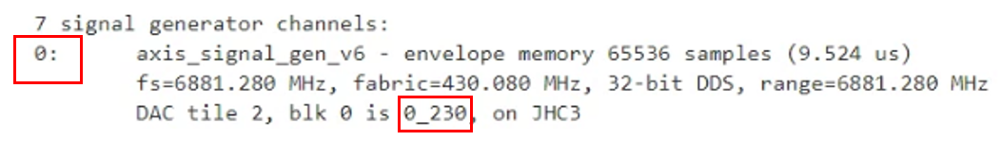 7 signal generator channels:
0: axis_signal_gen_v6 - envelope memory 65536 samples (9.524 us)
fs=6881.280 MHz, fabric=430.080 MHz, 32-bit DDS, range=6881.280 MHz
DAC tile 2, blk 0 is 0_230, on JHC3